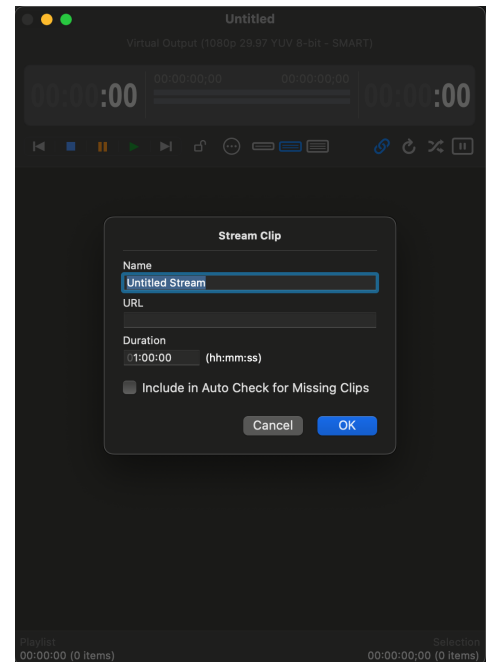 Untitled
Virtual Output (1080p 29.97 YUV 8-bit - SMART)
00:00:00 00:00:00;00 00:00:00;00 00:00:00
Stream Clip
Name
Untitled Stream
URL
Duration
01:00:00 (hh:mm:ss)
Include in Auto Check for Missing Clips
Cancel OK
Playlist Selection
00:00:00 (0 items) 00:00:00;00 (0 items)